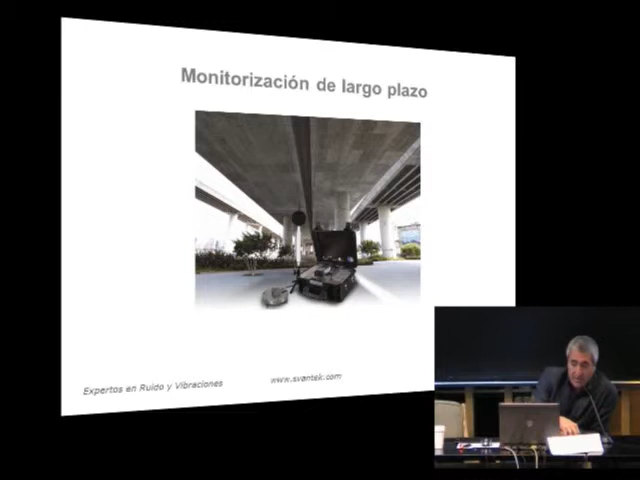 Monitorización de largo plazo
Expertos en Ruido y Vibraciones
www.svantek.com